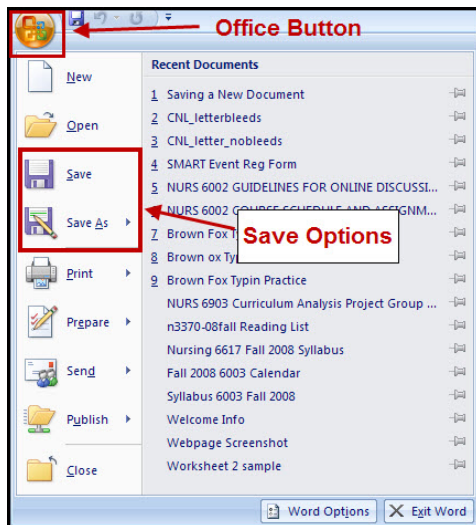 Office Button
New
Open
Save
Save As
Print
Prepare
Send
Publish
Close
Recent Documents
1 Saving a New Document
2 CNL_letterbleeds
3 CNL_letter_nobleeds
4 SMART Event Reg Form
5 NURS 6002 GUIDELINES FOR ONLINE DISCUSSI...
NURS 6002 COURSE SCHEDULE AND ASSIGNM...
7 Brown Fox
8 Brown ox
9 Brown Fox Typin Practice
NURS 6903 Curriculum Analysis Project Group ...
n3370-08fall Reading List
Nursing 6617 Fall 2008 Syllabus
Fall 2008 6003 Calendar
Syllabus 6003 Fall 2008
Welcome Info
Webpage Screenshot
Worksheet 2 sample
Save Options
Word Options
Exit Word